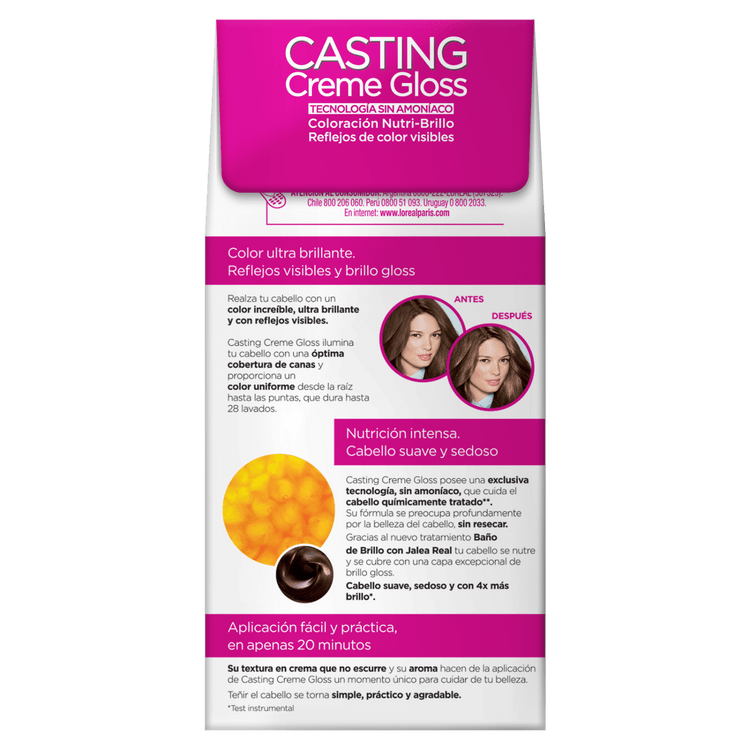 CASTING
Creme Gloss
TECNOLOGÍA SIN AMONÍACO
Coloración Nutri-Brillo
Reflejos de color visibles
ATENCIÓN AL CONSUMIDOR: Argentina 0800-222-LOREAL (567325).
Chile 800 206 060. Perú 0800 51 093. Uruguay 0 800 2033.
En internet: www.lorealparis.com
Color ultra brillante.
Reflejos visibles y brillo gloss
Realza tu cabello con un
color increíble, ultra brillante
y con reflejos visibles.
Casting Creme Gloss ilumina
tu cabello con una óptima
cobertura de canas y
proporciona un
color uniforme desde la raíz
hasta las puntas, que dura hasta
28 lavados.
ANTES
DESPUÉS
Nutrición intensa.
Cabello suave y sedoso
Casting Creme Gloss posee una exclusiva
tecnología, sin amoníaco, que cuida el
cabello químicamente tratado**.
Su fórmula se preocupa profundamente
por la belleza del cabello, sin resecar.
Gracias al nuevo tratamiento Baño
de Brillo con Jalea Real tu cabello se nutre
y se cubre con una capa excepcional de
brillo gloss.
Cabello suave, sedoso y con 4x más
brillo*.
Aplicación fácil y práctica,
en apenas 20 minutos
Su textura en crema que no escurre y su aroma hacen de la aplicación
de Casting Creme Gloss un momento único para cuidar de tu belleza.
Teñir el cabello se torna simple, práctico y agradable.
*Test instrumental